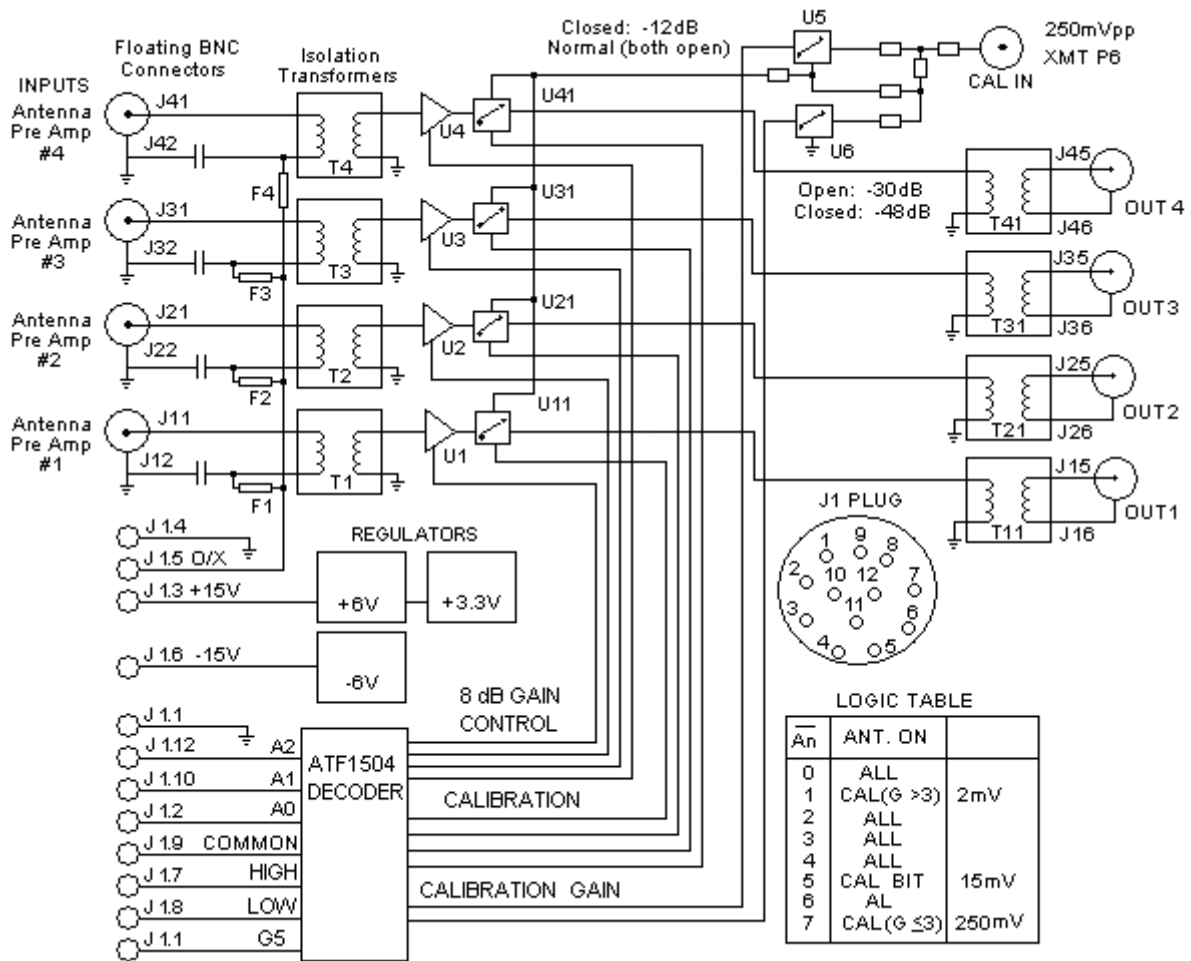 Closed: -12dB
Normal (both open)
U5
250mVpp
XMT P6
CAL IN
Floating BNC
Connectors
Isolation
Transformers
INPUTS
Antenna
Pre Amp
#4
J41
J42
T4
U4
U41
U6
F4
Open: -30dB
Closed: -48dB
J45
J46
T41
OUT 4
Antenna
Pre Amp
#3
J31
J32
F3
T3
U3
U31
J35
J36
T31
OUT3
Antenna
Pre Amp
#2
J21
J22
F2
T2
U2
U21
J25
J26
T21
OUT2
Antenna
Pre Amp
#1
J11
J12
F1
T1
U1
U11
J15
J16
T11
OUT1
J 1.4
J 1.5 O/X
J 1.3 +15V
J 1.6 -15V
REGULATORS
+6V
+3.3V
-6V
J1 PLUG
1
9
8
2
10
12
7
3
11
6
4
5
8 dB GAIN
CONTROL
J 1.1
J 1.12 A2
J 1.10 A1
J 1.2 A0
J 1.9 COMMON
J 1.7 HIGH
J 1.8 LOW
J 1.1 G5
ATF1504
DECODER
CALIBRATION
CALIBRATION GAIN
LOGIC TABLE
A̅n̅ ANT. ON
0 ALL
1 CAL(G >3) 2mV
2 ALL
3 ALL
4 ALL
5 CAL BIT 15mV
6 AL
7 CAL(G ≤3) 250mV